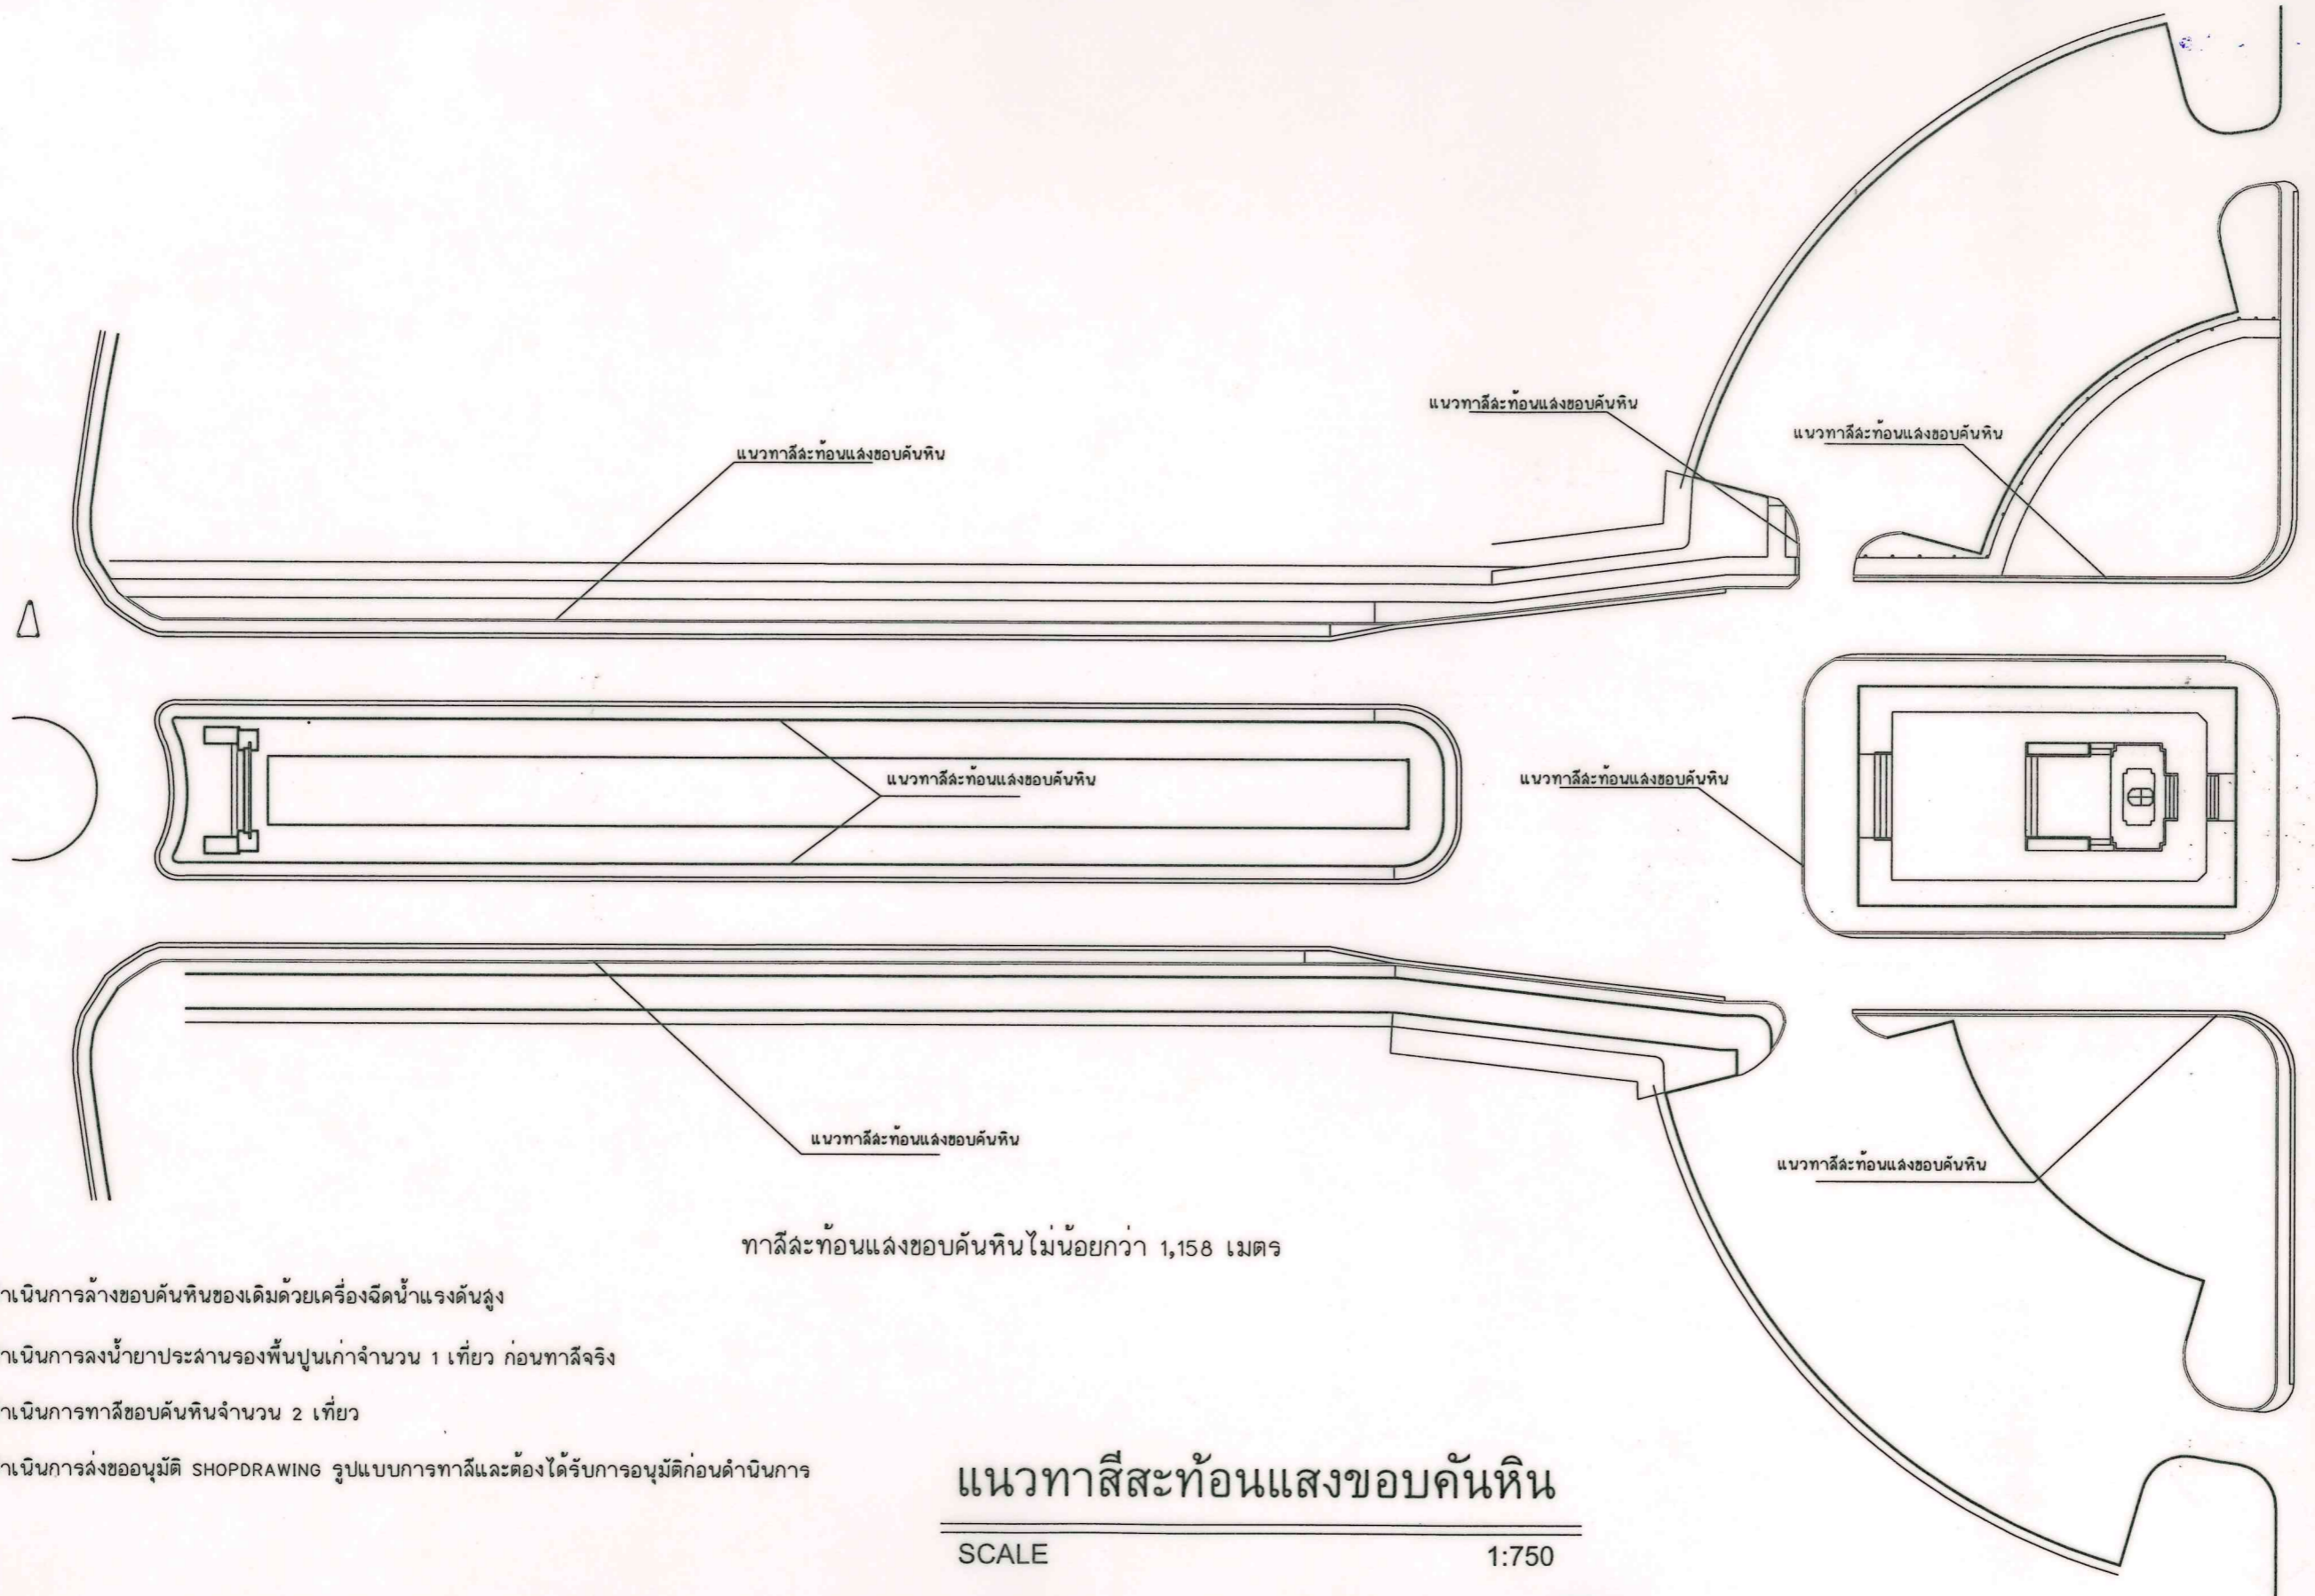 แนวทาสีสะท้อนแสงขอบคันหิน
แนวทาสีสะท้อนแสงขอบคันหิน
แนวทาสีสะท้อนแสงขอบคันหิน
แนวทาสีสะท้อนแสงขอบคันหิน
แนวทาสีสะท้อนแสงขอบคันหิน
แนวทาสีสะท้อนแสงขอบคันหิน
แนวทาสีสะท้อนแสงขอบคันหิน
ทาสีสะท้อนแสงขอบคันหินไม่น้อยกว่า 1,158 เมตร
าเนินการล้างขอบคันหินของเดิมด้วยเครื่องฉีดน้ำแรงดันสูง
าเนินการลงน้ำยาประสานรองพื้นปูนเก่าจำนวน 1 เที่ยว ก่อนทาสีจริง
าเนินการทาสีขอบคันหินจำนวน 2 เที่ยว
าเนินการส่งขออนุมัติ SHOPDRAWING รูปแบบการทาสีและต้องได้รับการอนุมัติก่อนดำนินการ
แนวทาสีสะท้อนแสงขอบคันหิน
SCALE 1:750